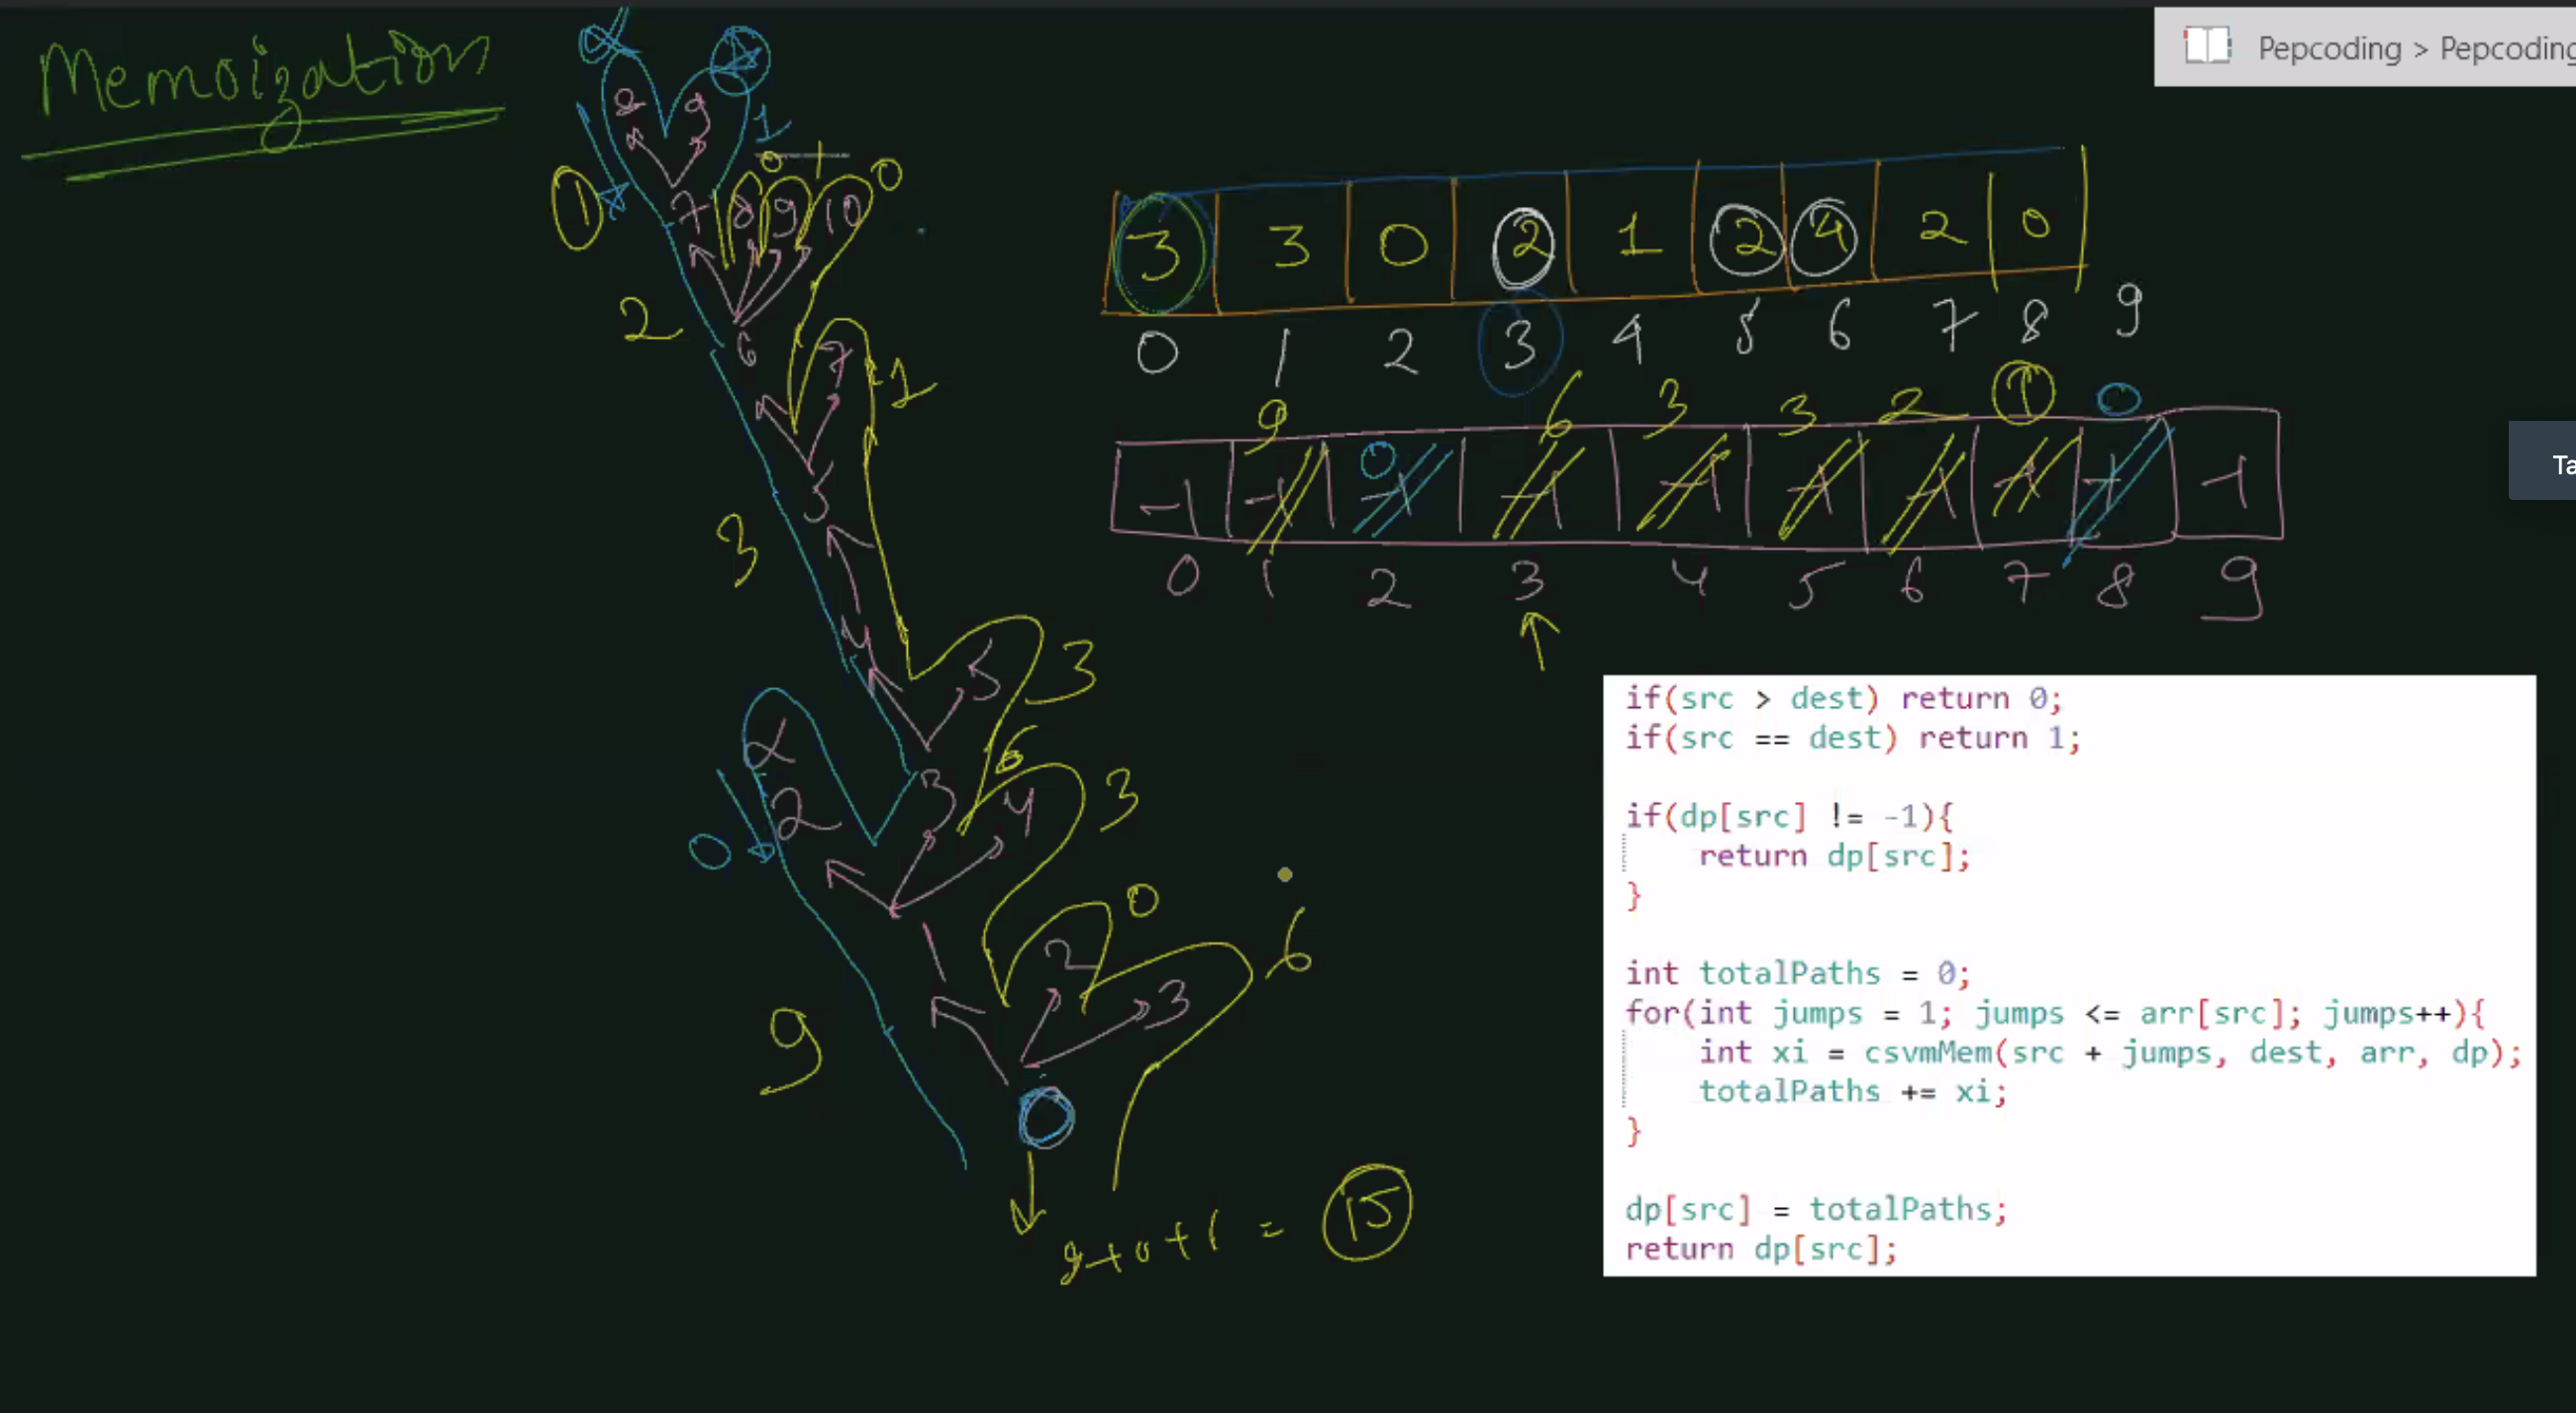 Memoization
Pepcoding > Pepcoding
8 9 1
1 7 8 9 10 0 1 0
2 6 7 1
5
3
4 5 3
2 3 4 6 3
0
2 0
3 6
9
0
9+0+6 = 15
3 3 0 2 1 2 4 2 0
0 1 2 3 4 5 6 7 8 9
9 0 6 3 3 2 1 0
-1 -1 -1 -1 -1 -1 -1 -1 -1 -1
0 1 2 3 4 5 6 7 8 9
Ta
if(src > dest) return 0;
if(src == dest) return 1;
if(dp[src] != -1){
return dp[src];
}
int totalPaths = 0;
for(int jumps = 1; jumps <= arr[src]; jumps++){
int xi = csvmMem(src + jumps, dest, arr, dp);
totalPaths += xi;
}
dp[src] = totalPaths;
return dp[src];